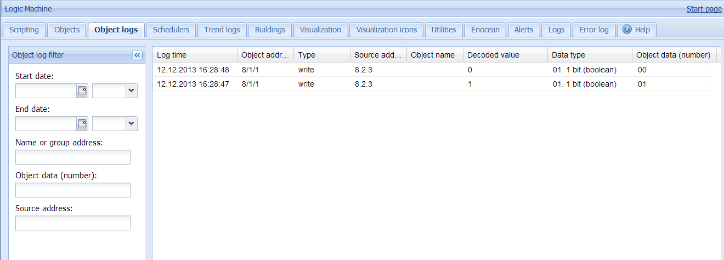 Logic Machine Start page
Scripting Objects Object logs Schedulers Trend logs Buildings Visualization Visualization icons Utilities Enocean Alerts Logs Error log Help
Object log filter
Start date:
End date:
Name or group address:
Object data (number):
Source address:
Log time Object addr... Type Source add... Object name Decoded value Data type Object data (number)
12.12.2013 16:28:48 8/1/1 write 8.2.3 0 01. 1 bit (boolean) 00
12.12.2013 16:28:47 8/1/1 write 8.2.3 1 01. 1 bit (boolean) 01